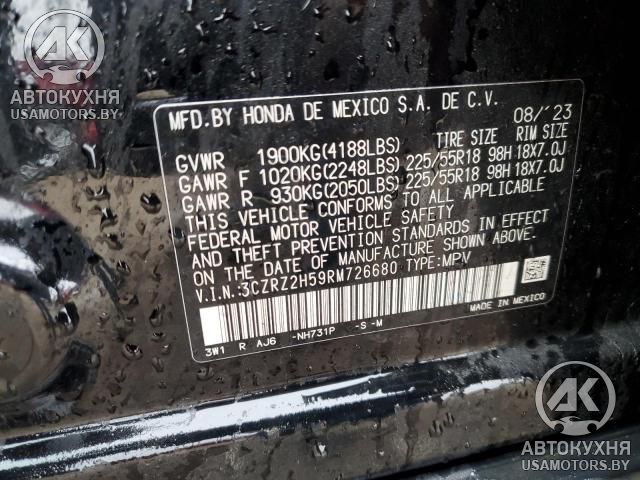 AK
АВТОКУХНЯ
USAMOTORS.BY
MFD.BY HONDA DE MEXICO S.A. DE C.V.
08/'23
TIRE SIZE RIM SIZE
GVWR 1900KG(4188LBS)
GAWR F 1020KG(2248LBS) 225/55R18 98H 18X7.0J
GAWR R 930KG(2050LBS) 225/55R18 98H 18X7.0J
THIS VEHICLE CONFORMS TO ALL APPLICABLE
FEDERAL MOTOR VEHICLE SAFETY
AND THEFT PREVENTION STANDARDS IN EFFECT
ON THE DATE OF MANUFACTURE SHOWN ABOVE.
V.I.N.:3CZRZ2H59RM726680 TYPE:MPV
3W1 R AJ6 -NH731P -S-M
MADE IN MEXICO
AK
АВТОКУХНЯ
USAMOTORS.BY